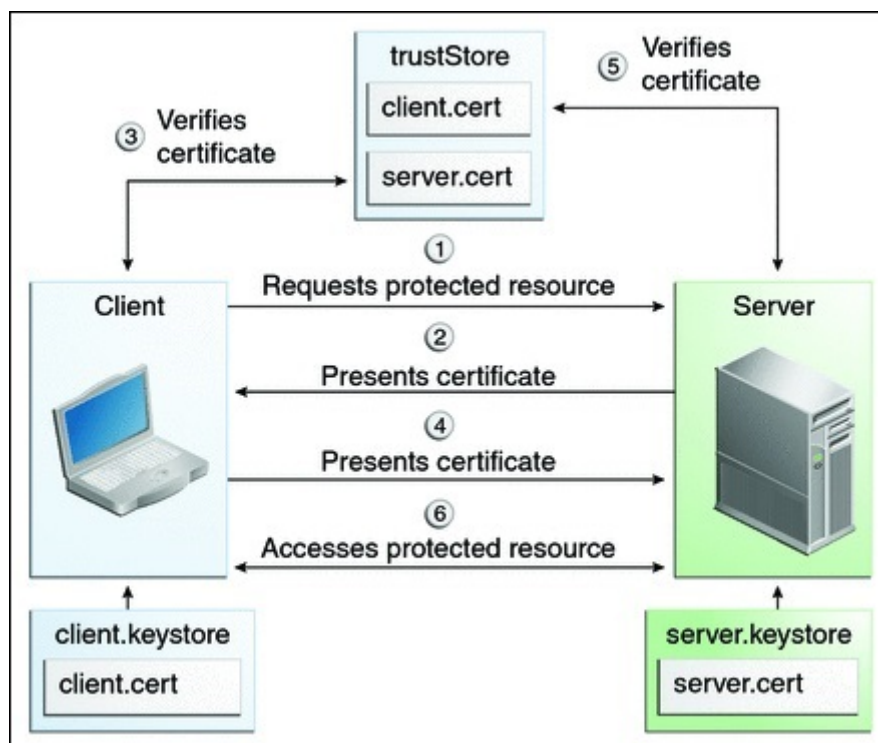 trustStore
client.cert
server.cert
③ Verifies
certificate
⑤ Verifies
certificate
①
Requests protected resource
②
Presents certificate
④
Presents certificate
⑥
Accesses protected resource
Client
Server
client.keystore
client.cert
server.keystore
server.cert